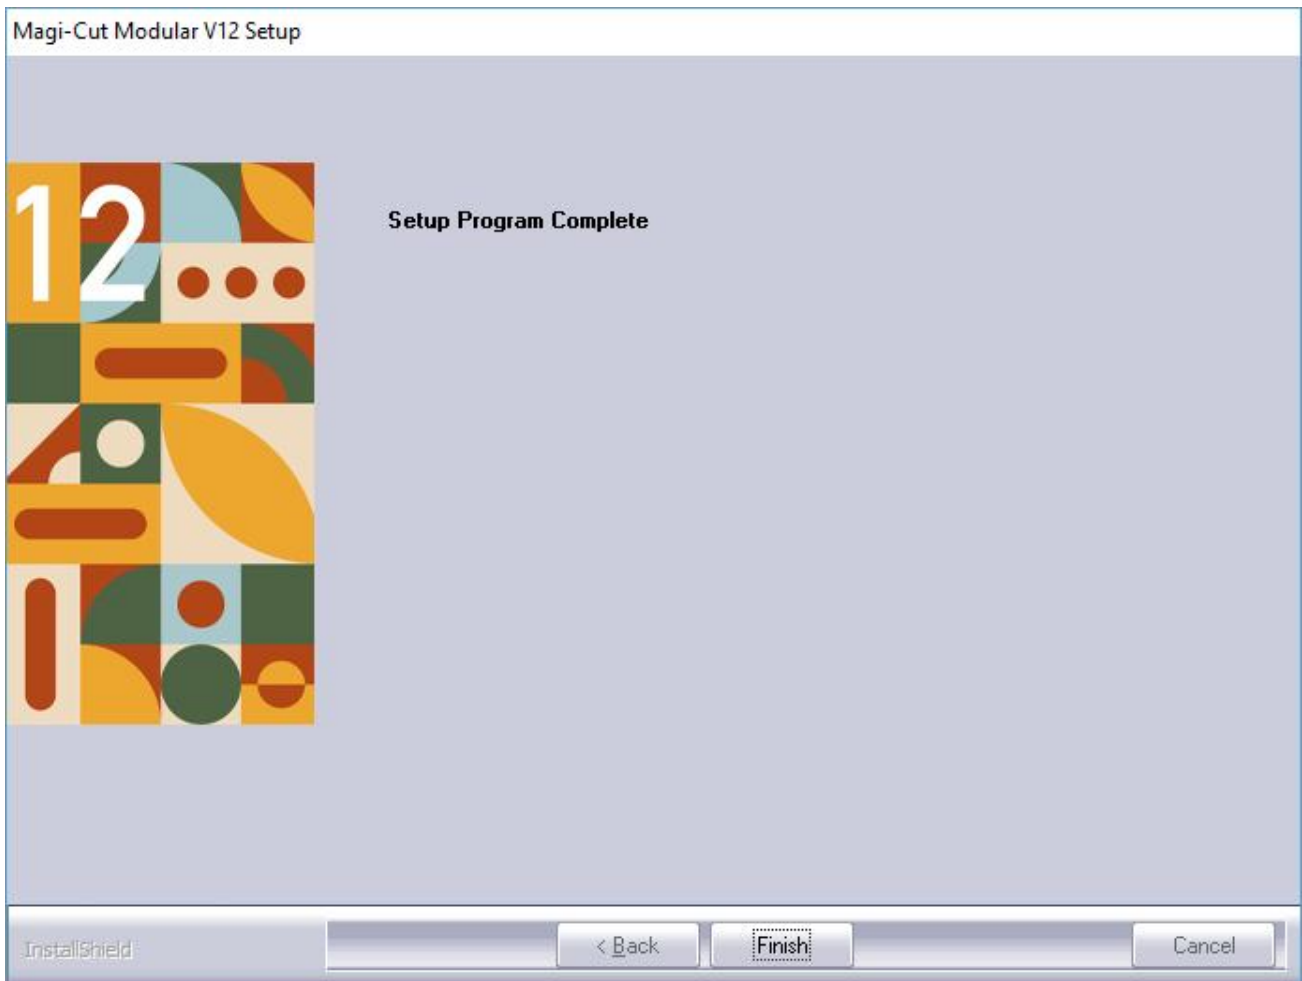 Magi-Cut Modular V12 Setup
12
Setup Program Complete
InstallShield
< Back
Finish
Cancel